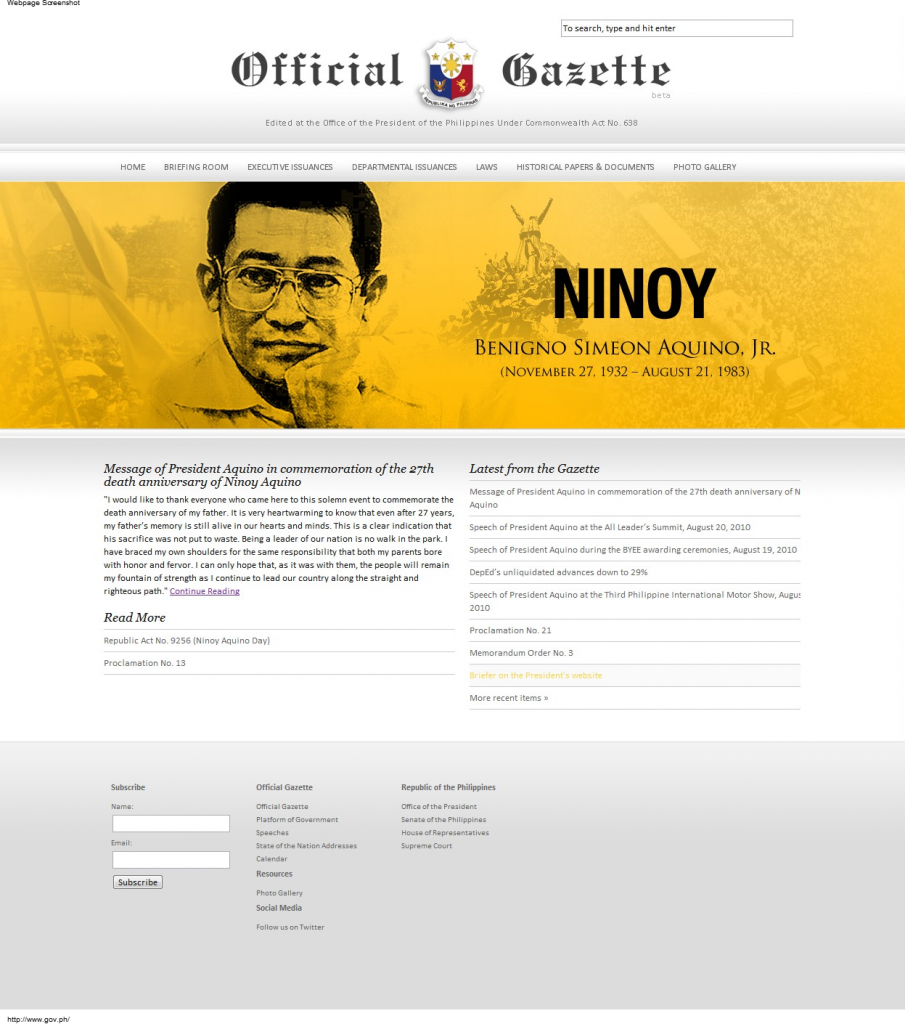 Webpage Screenshot
To search, type and hit enter
Official Gazette
REPUBLIKA NG PILIPINAS
beta
Edited at the Office of the President of the Philippines Under Commonwealth Act No. 638
HOME BRIEFING ROOM EXECUTIVE ISSUANCES DEPARTMENTAL ISSUANCES LAWS HISTORICAL PAPERS & DOCUMENTS PHOTO GALLERY
NINOY
BENIGNO SIMEON AQUINO, JR.
(NOVEMBER 27, 1932 – AUGUST 21, 1983)
Message of President Aquino in commemoration of the 27th
death anniversary of Ninoy Aquino
"I would like to thank everyone who came here to this solemn event to commemorate the
death anniversary of my father. It is very heartwarming to know that even after 27 years,
my father's memory is still alive in our hearts and minds. This is a clear indication that
his sacrifice was not put to waste. Being a leader of our nation is no walk in the park. I
have braced my own shoulders for the same responsibility that both my parents bore
with honor and fervor. I can only hope that, as it was with them, the people will remain
my fountain of strength as I continue to lead our country along the straight and
righteous path." Continue Reading
Read More
Republic Act No. 9256 (Ninoy Aquino Day)
Proclamation No. 13
Latest from the Gazette
Message of President Aquino in commemoration of the 27th death anniversary of N
Aquino
Speech of President Aquino at the All Leader's Summit, August 20, 2010
Speech of President Aquino during the BYEE awarding ceremonies, August 19, 2010
DepEd's unliquidated advances down to 29%
Speech of President Aquino at the Third Philippine International Motor Show, Augus
2010
Proclamation No. 21
Memorandum Order No. 3
Briefer on the President's website
More recent items »
Subscribe
Name:
Email:
Subscribe
Official Gazette
Official Gazette
Platform of Government
Speeches
State of the Nation Addresses
Calendar
Resources
Photo Gallery
Social Media
Follow us on Twitter
Republic of the Philippines
Office of the President
Senate of the Philippines
House of Representatives
Supreme Court
http://www.gov.ph/